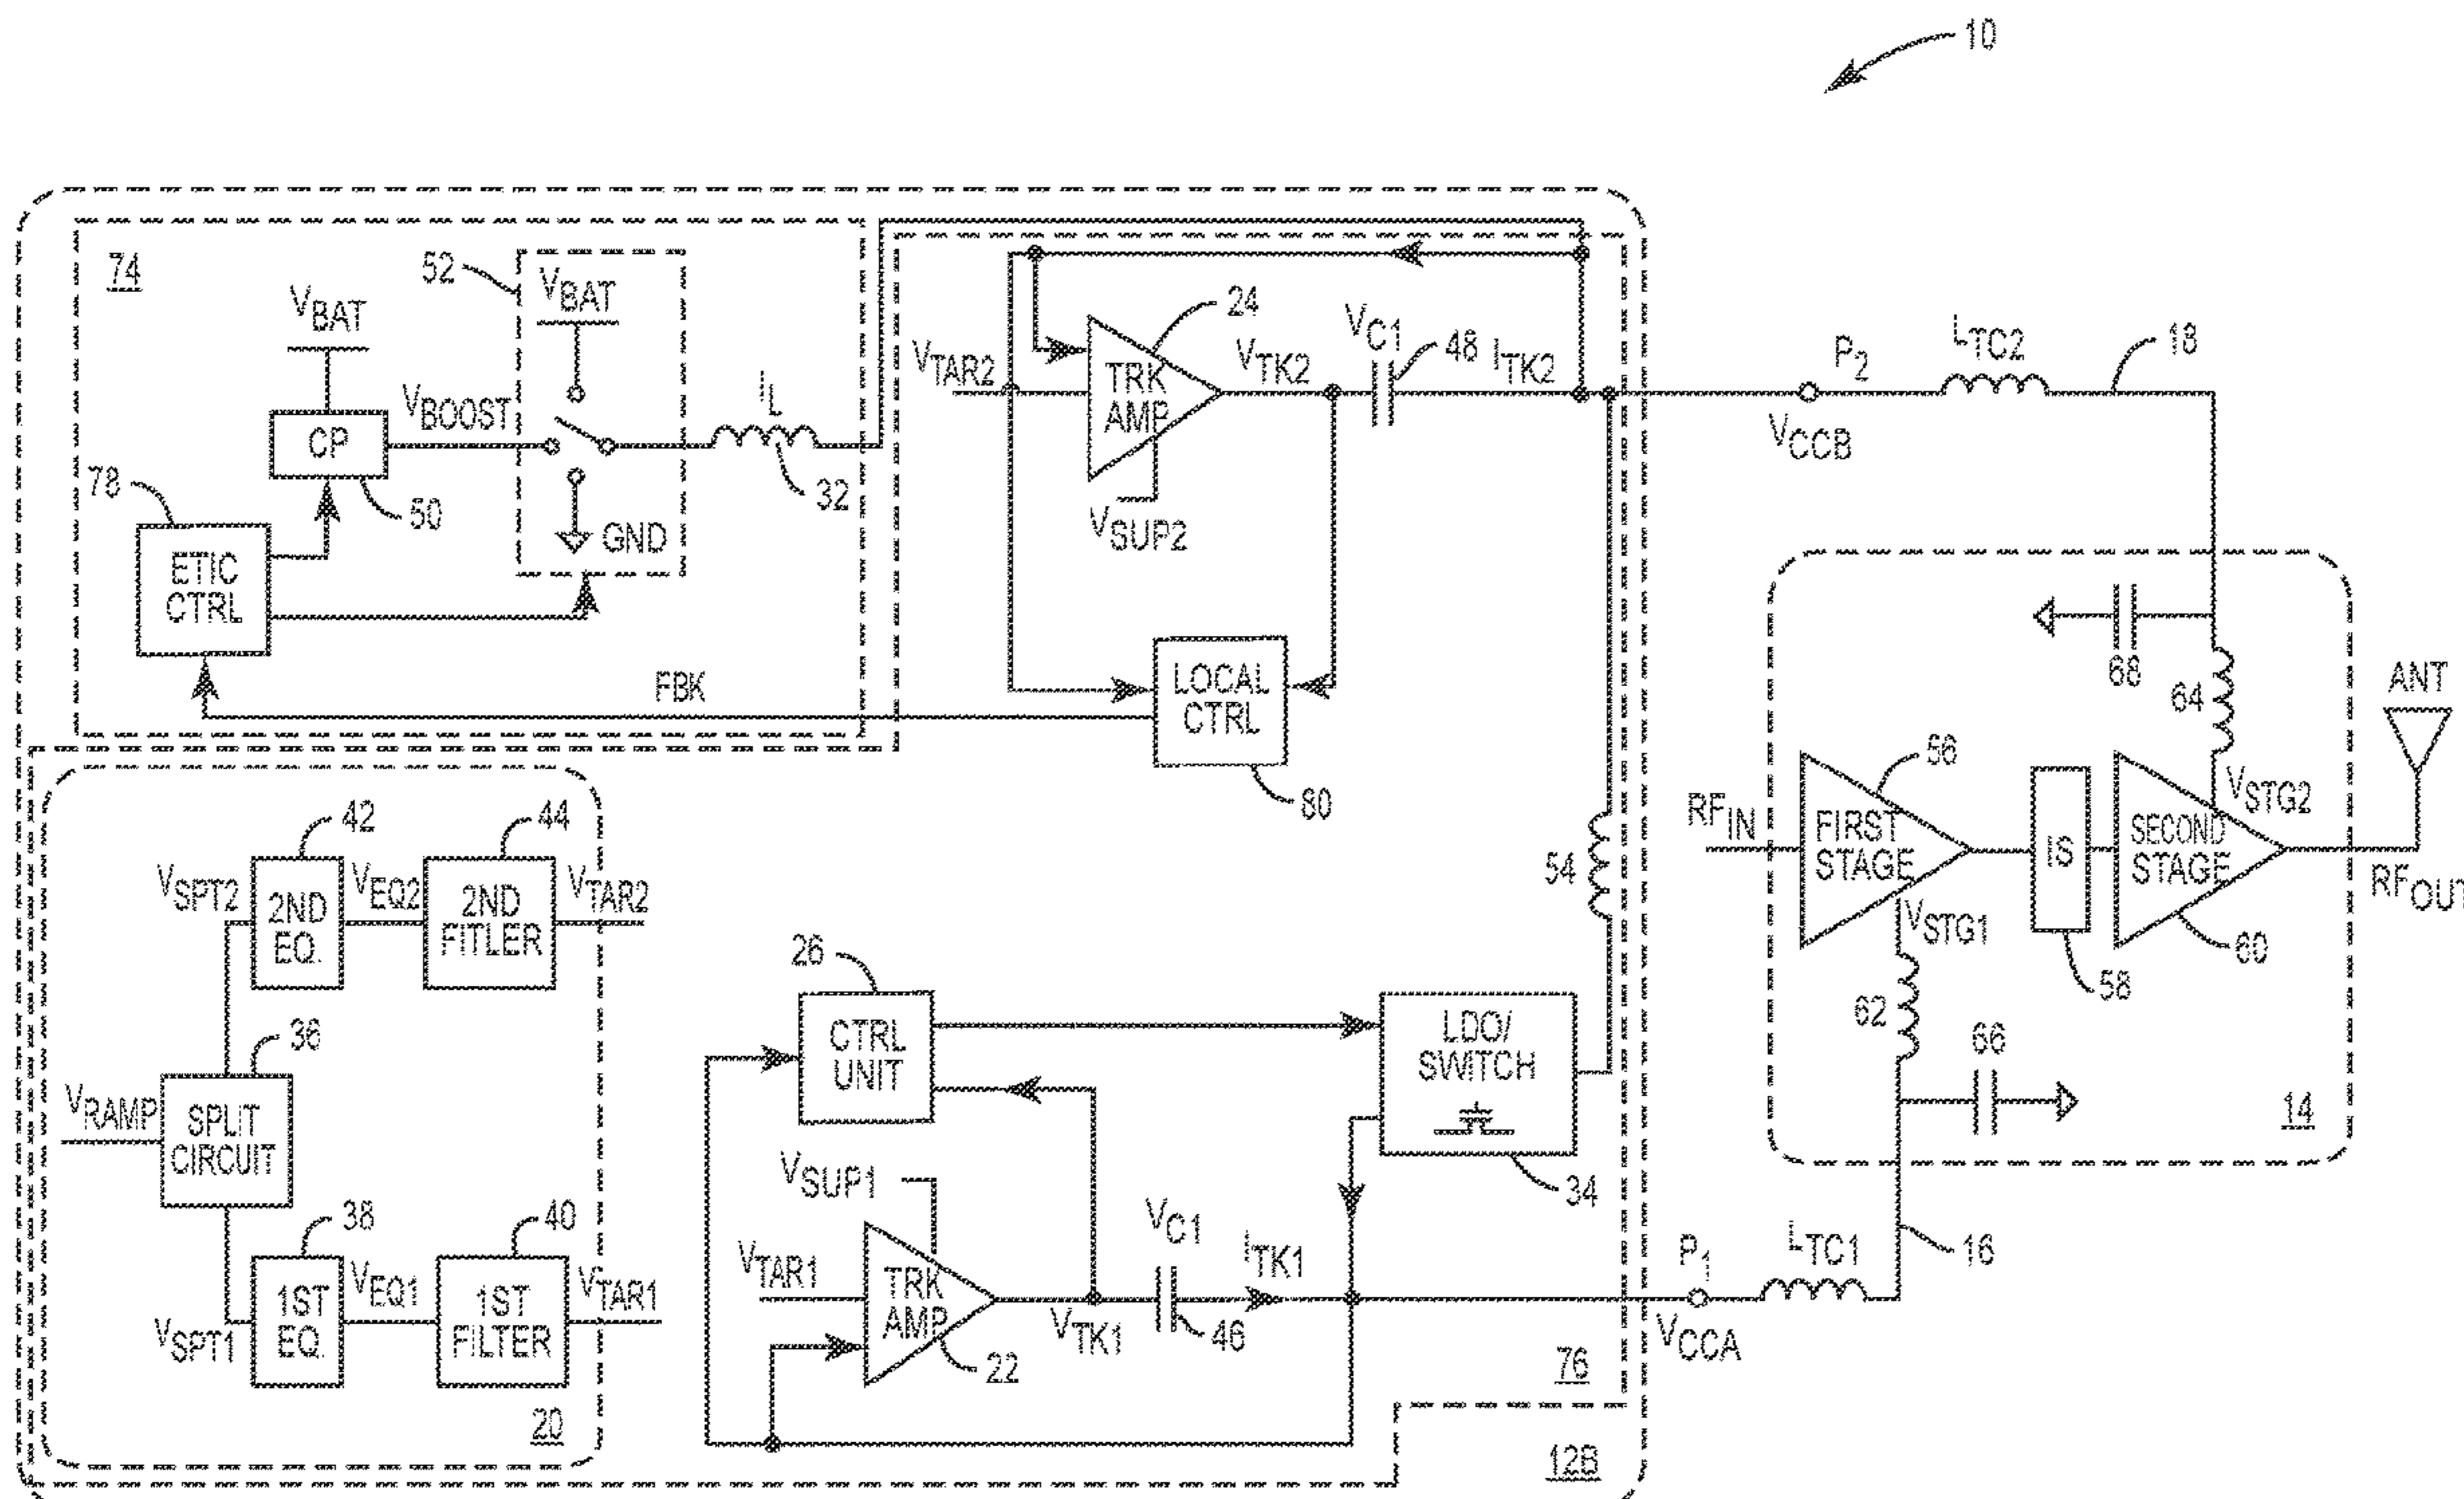 10
74
52
VBAT
VBAT
VBOOST
CP
50
78
ETIC
CTRL
GND
IL
32
FBK
VTAR2
24
TRK
AMP
VSUP2
VTK2
VC1
48
ITK2
P2
VCCB
LTC2
18
LOCAL
CTRL
80
54
68
64
ANT
56
RFIN
FIRST
STAGE
VSTG1
IS
58
SECOND
STAGE
VSTG2
60
RFOUT
62
66
14
42
44
VSPT2
2ND
EQ.
VEQ2
2ND
FITLER
VTAR2
36
VRAMP
SPLIT
CIRCUIT
38
40
VSPT1
1ST
EQ.
VEQ1
1ST
FILTER
VTAR1
20
26
CTRL
UNIT
LDO/
SWITCH
34
VSUP1
VTAR1
TRK
AMP
22
VTK1
VC1
46
ITK1
P1
VCCA
LTC1
16
76
12B